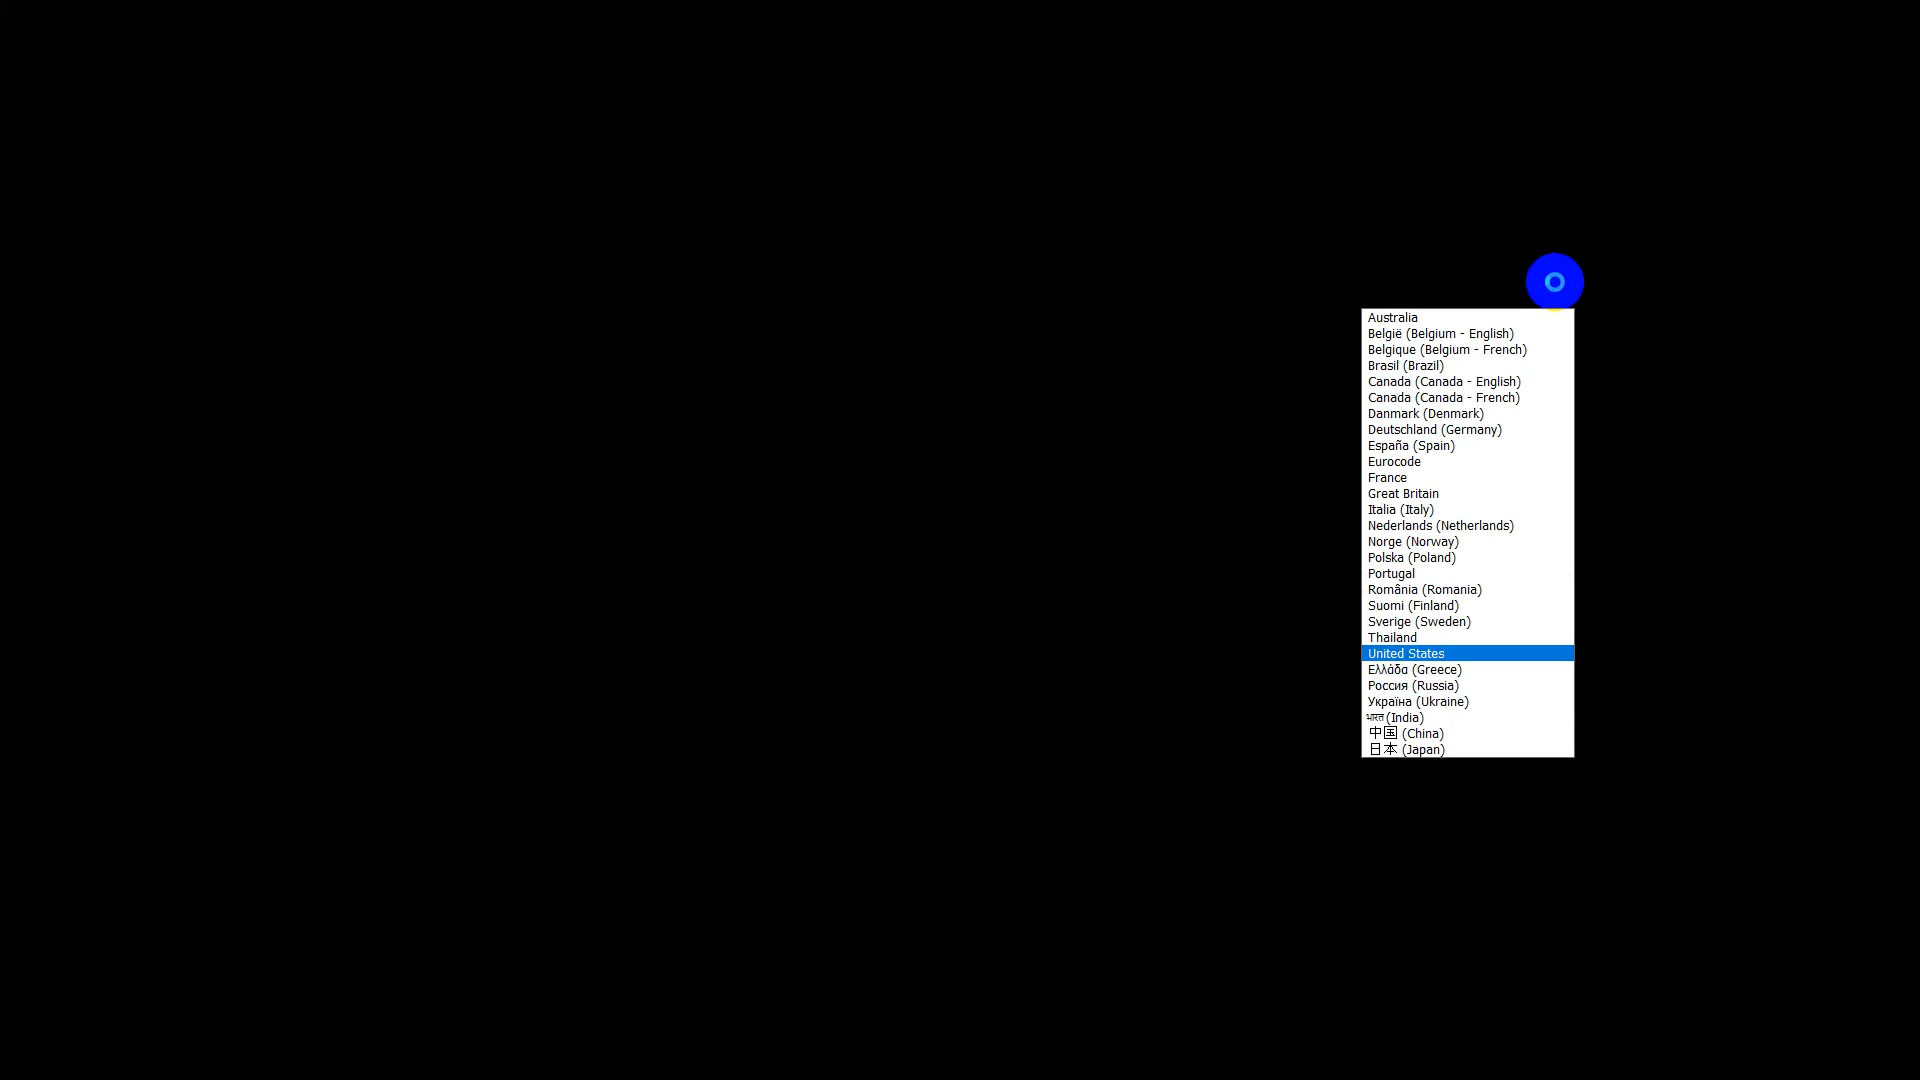 Australia
België (Belgium - English)
Belgique (Belgium - French)
Brasil (Brazil)
Canada (Canada - English)
Canada (Canada - French)
Danmark (Denmark)
Deutschland (Germany)
España (Spain)
Eurocode
France
Great Britain
Italia (Italy)
Nederlands (Netherlands)
Norge (Norway)
Polska (Poland)
Portugal
România (Romania)
Suomi (Finland)
Sverige (Sweden)
Thailand
United States
Ελλάδα (Greece)
Россия (Russia)
Україна (Ukraine)
भारत (India)
中国 (China)
日本 (Japan)